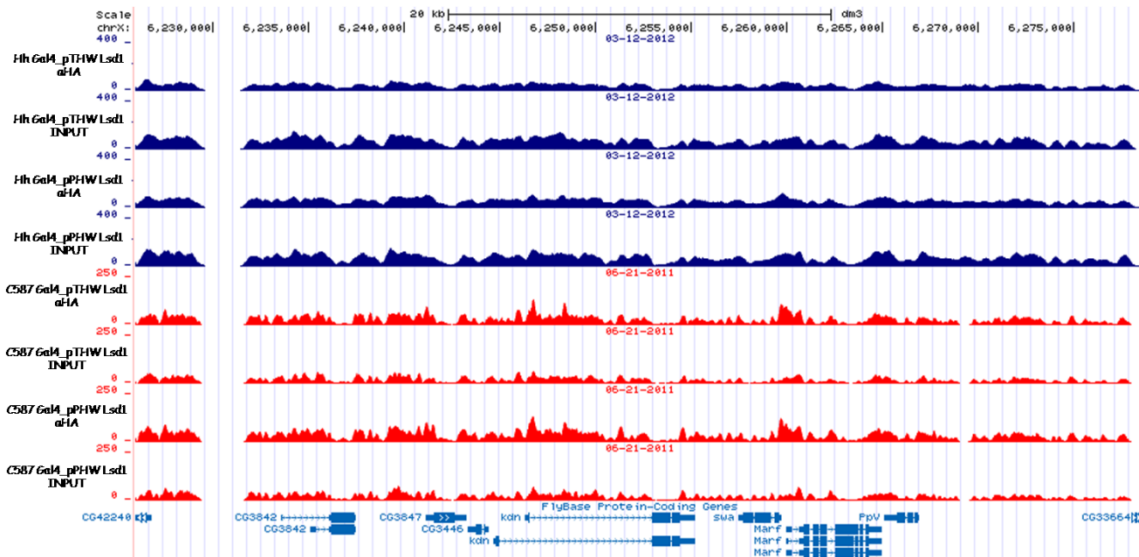 Scale 20 kb dm3
chrX: 6,230,000 6,235,000 6,240,000 6,245,000 6,250,000 6,255,000 6,260,000 6,265,000 6,270,000 6,275,000
400 _ 03-12-2012
Hh Gal4_pTHW Lsd1
aHA
0 _
400 _ 03-12-2012
Hh Gal4_pTHW Lsd1
INPUT
0 _
400 _ 03-12-2012
Hh Gal4_pPHW Lsd1
aHA
0 _
400 _ 03-12-2012
Hh Gal4_pPHW Lsd1
INPUT
0 _
250 _ 06-21-2011
C587 Gal4_pTHW Lsd1
aHA
0 _
250 _ 06-21-2011
C587 Gal4_pTHW Lsd1
INPUT
0 _
250 _ 06-21-2011
C587 Gal4_pPHW Lsd1
aHA
0 _
250 _ 06-21-2011
C587 Gal4_pPHW Lsd1
INPUT
0 _
FlyBase Protein-Coding Genes
CG42240 CG3842 CG3847 kdn swa PpV CG33664
CG3842 CG3446 Marf
kdn Marf
Marf